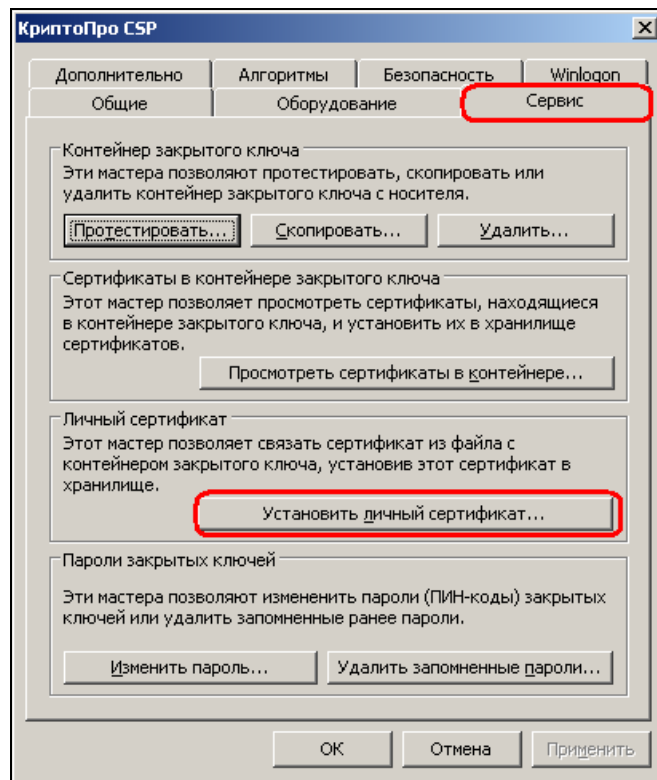 КриптоПро CSP
Дополнительно
Алгоритмы
Безопасность
Winlogon
Общие
Оборудование
Сервис
Контейнер закрытого ключа
Эти мастера позволяют протестировать, скопировать или
удалить контейнер закрытого ключа с носителя.
Протестировать...
Скопировать...
Удалить...
Сертификаты в контейнере закрытого ключа
Этот мастер позволяет просмотреть сертификаты, находящиеся
в контейнере закрытого ключа, и установить их в хранилище
сертификатов.
Просмотреть сертификаты в контейнере...
Личный сертификат
Этот мастер позволяет связать сертификат из файла с
контейнером закрытого ключа, установив этот сертификат в
хранилище.
Установить личный сертификат...
Пароли закрытых ключей
Эти мастера позволяют измененить пароли (ПИН-коды) закрытых
ключей или удалить запомненные ранее пароли.
Изменить пароль...
Удалить запомненные пароли...
ОК
Отмена
Применить